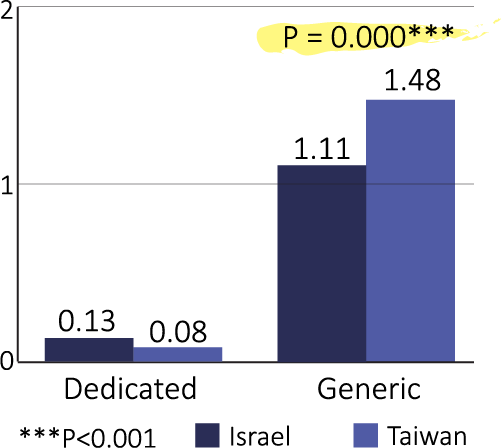 2
P = 0.000***
1.48
1.11
1
0.13
0.08
0
Dedicated Generic
***P<0.001 Israel Taiwan